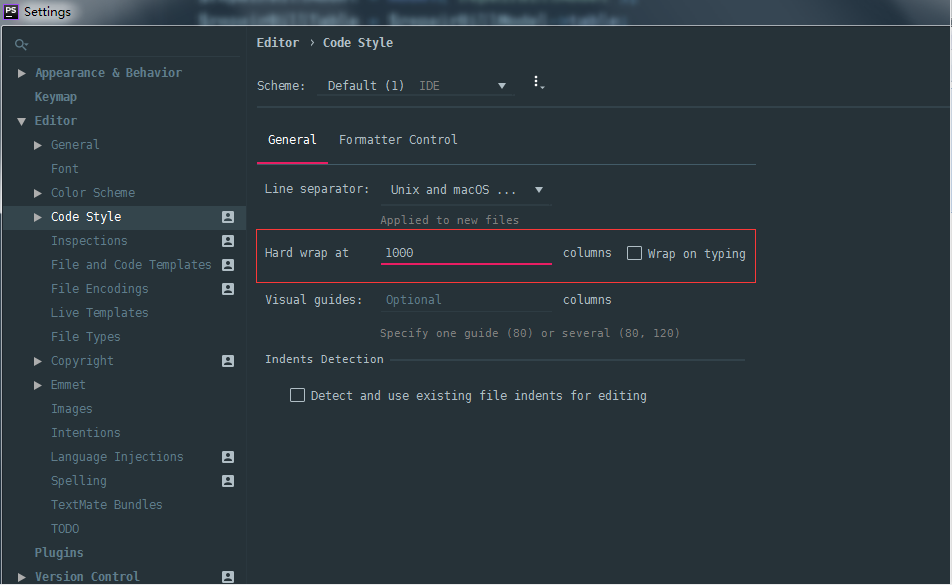 PS Settings
Editor › Code Style
Appearance & Behavior
Keymap
Editor
General
Font
Color Scheme
Code Style
Inspections
File and Code Templates
File Encodings
Live Templates
File Types
Copyright
Emmet
Images
Intentions
Language Injections
Spelling
TextMate Bundles
TODO
Plugins
Version Control
Scheme: Default (1) IDE
General Formatter Control
Line separator: Unix and macOS ...
Applied to new files
Hard wrap at 1000 columns Wrap on typing
Visual guides: Optional columns
Specify one guide (80) or several (80, 120)
Indents Detection
Detect and use existing file indents for editing